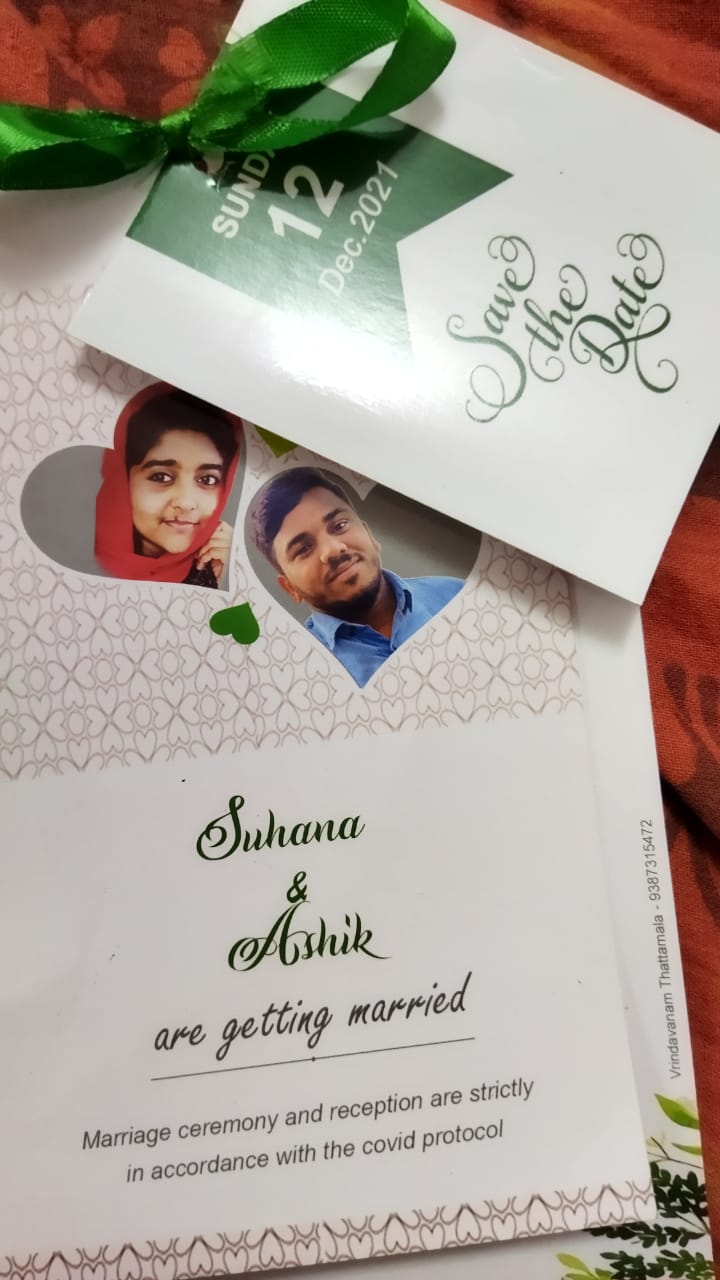 12
Dec.2021
Save
the
Date
Suhana
&
Ashik
are getting married
Marriage ceremony and reception are strictly
in accordance with the covid protocol
Vrindavanam Thattamala - 9387315472